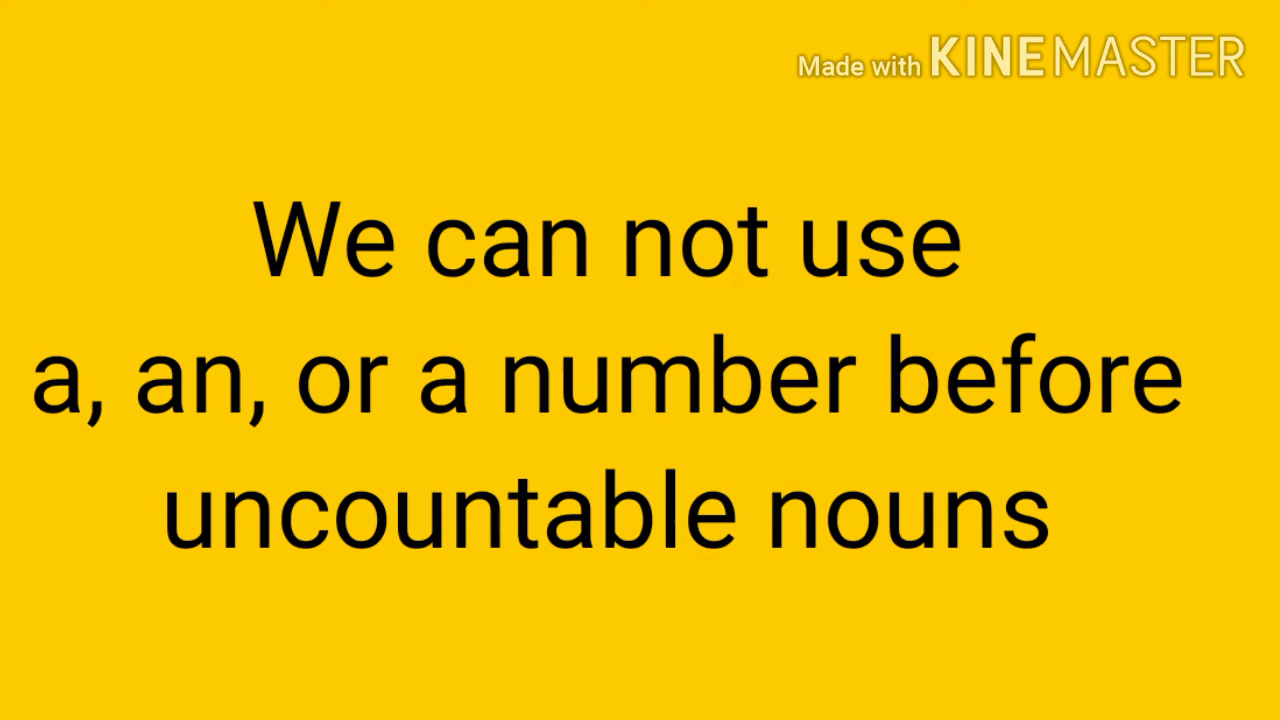 Made with KINEMASTER
We can not use
a, an, or a number before
uncountable nouns